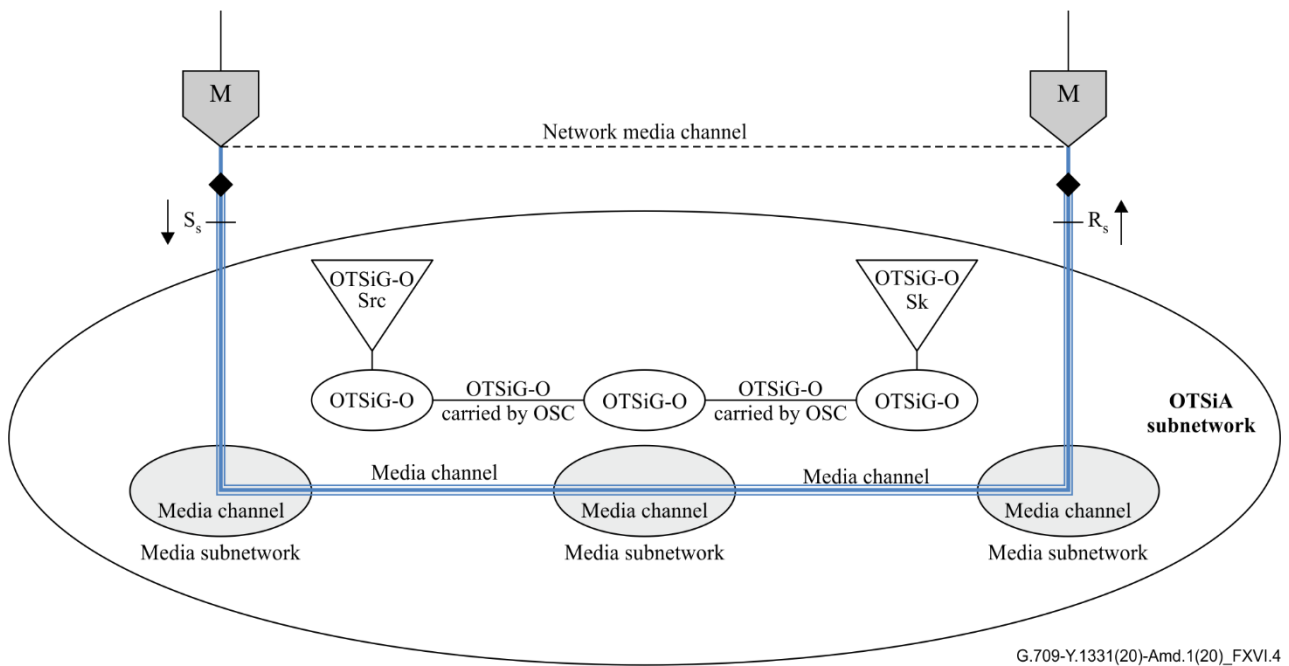 M
M
Network media channel
Sₛ
Rₛ
OTSiG-O
Src
OTSiG-O
Sk
OTSiG-O
OTSiG-O
carried by OSC
OTSiG-O
OTSiG-O
carried by OSC
OTSiG-O
OTSiA
subnetwork
Media channel
Media channel
Media channel
Media channel
Media channel
Media subnetwork
Media subnetwork
Media subnetwork
G.709-Y.1331(20)-Amd.1(20)_FXVI.4